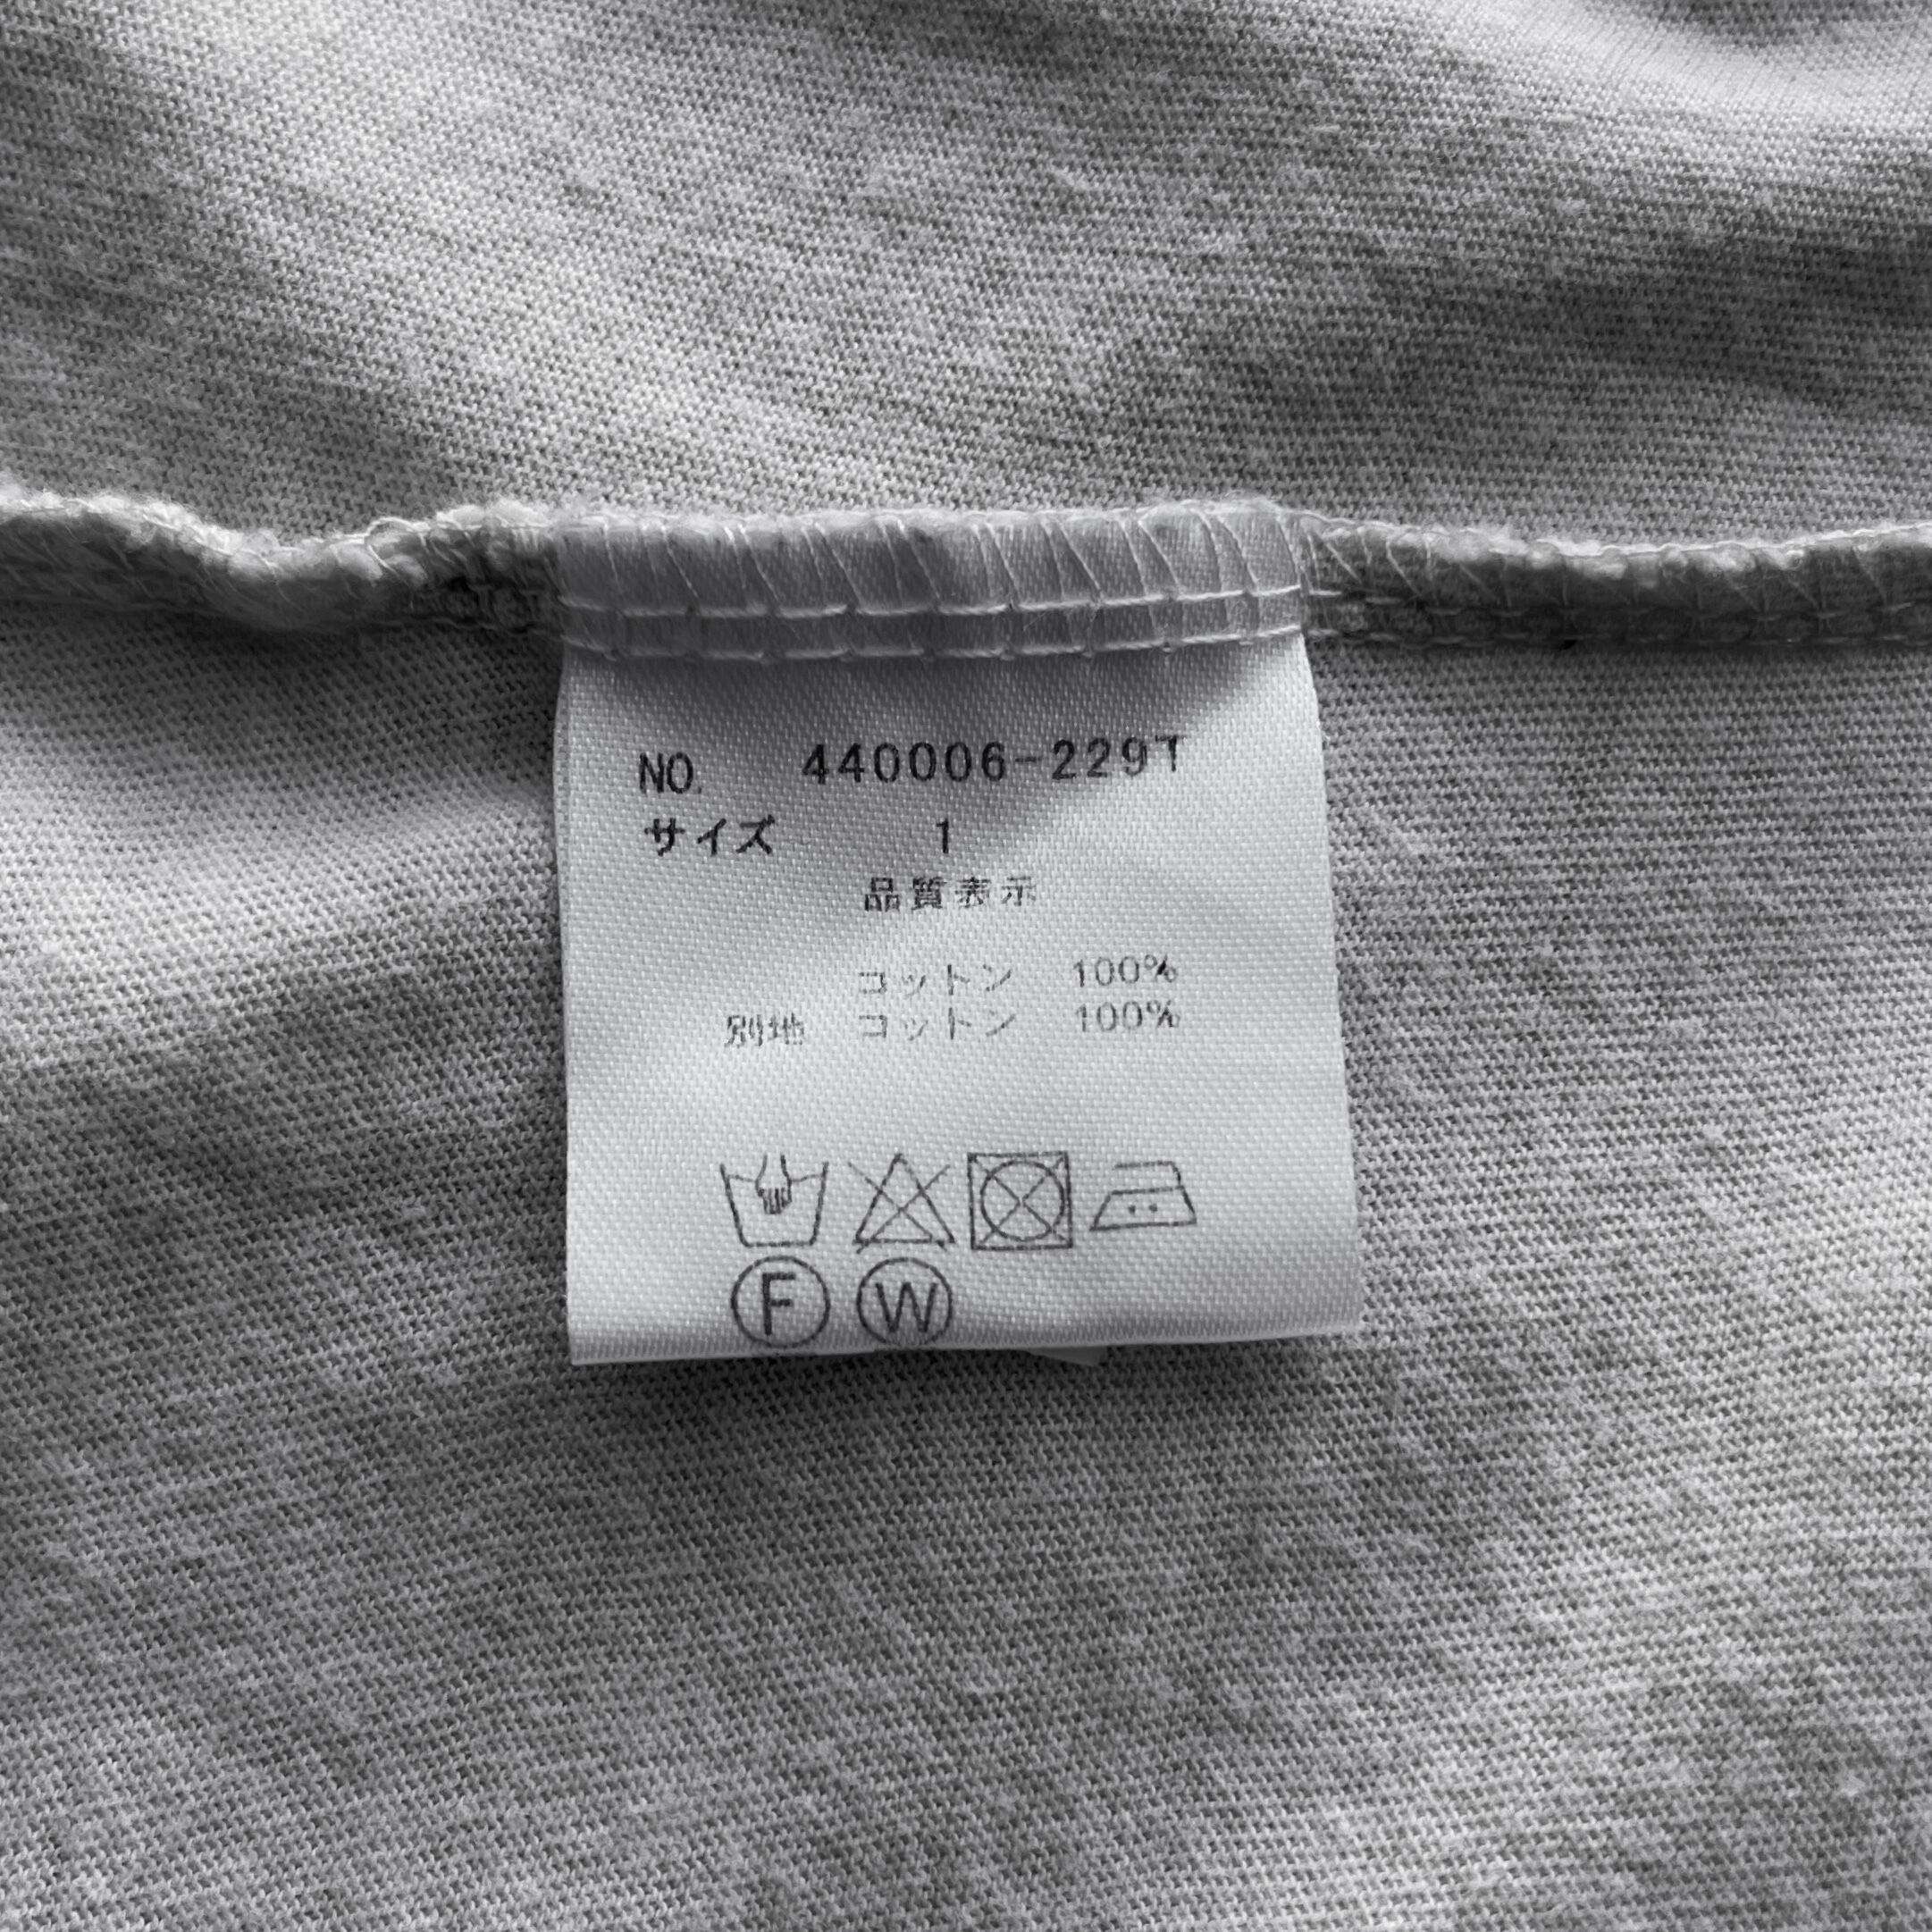 NO. 440006-2297
サイズ 1
品質表示
コットン 100%
別地 コットン 100%
F W